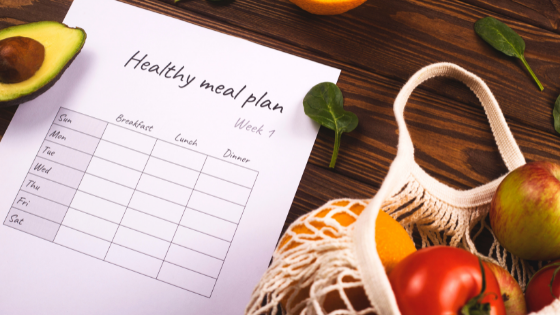 Healthy meal plan
Week 1
Breakfast Lunch Dinner
Sun
Mon
Tue
Wed
Thu
Fri
Sat